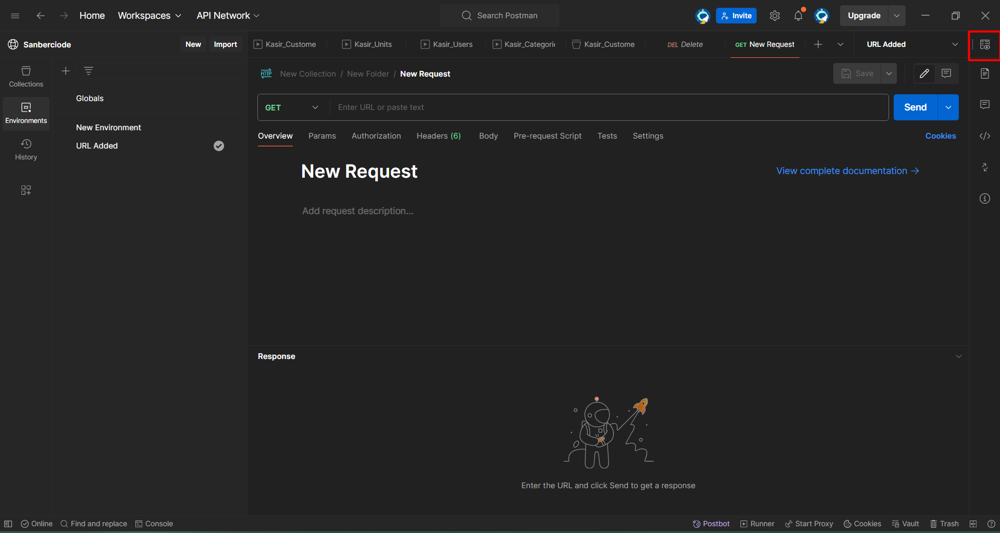 Home Workspaces API Network Search Postman Invite Upgrade
Sanberciode New Import
Kasir_Custome Kasir_Units Kasir_Users Kasir_Categori Kasir_Custome DEL Delete GET New Request URL Added
Collections
Environments
History
Globals
New Environment
URL Added
HTTP New Collection / New Folder / New Request Save
GET Enter URL or paste text Send
Overview Params Authorization Headers (6) Body Pre-request Script Tests Settings Cookies
New Request View complete documentation →
Add request description...
Response
Enter the URL and click Send to get a response
Online Find and replace Console Postbot Runner Start Proxy Cookies Vault Trash